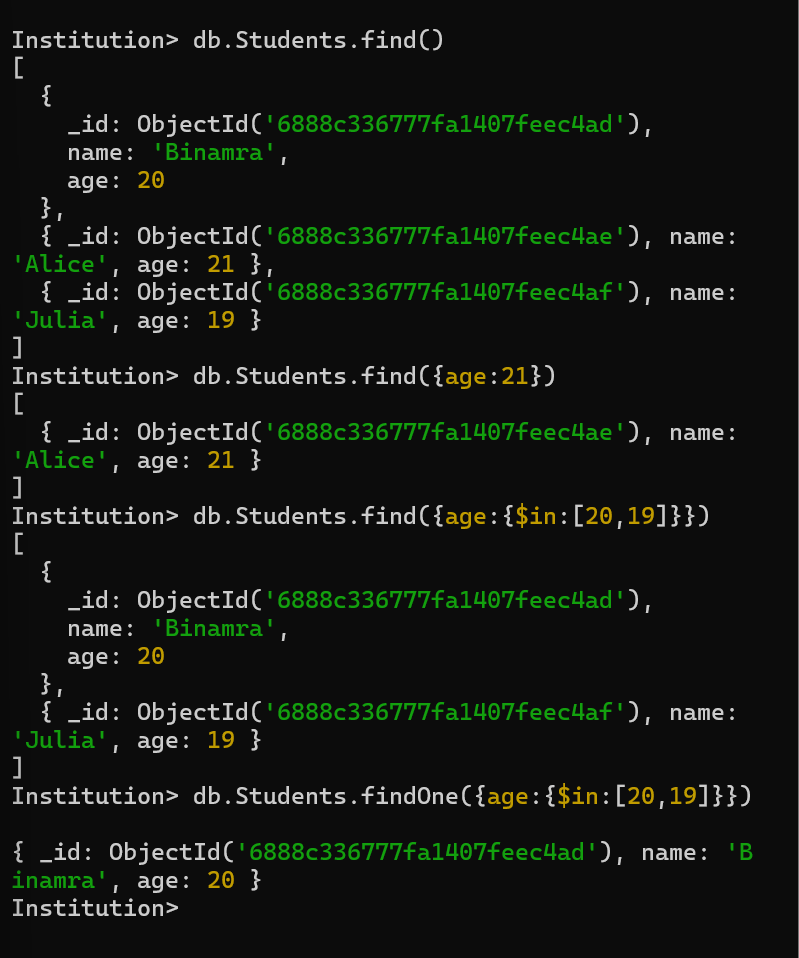 Institution> db.Students.find()
[
  {
    _id: ObjectId('6888c336777fa1407feec4ad'),
    name: 'Binamra',
    age: 20
  },
  { _id: ObjectId('6888c336777fa1407feec4ae'), name:
'Alice', age: 21 },
  { _id: ObjectId('6888c336777fa1407feec4af'), name:
'Julia', age: 19 }
]
Institution> db.Students.find({age:21})
[
  { _id: ObjectId('6888c336777fa1407feec4ae'), name:
'Alice', age: 21 }
]
Institution> db.Students.find({age:{$in:[20,19]}})
[
  {
    _id: ObjectId('6888c336777fa1407feec4ad'),
    name: 'Binamra',
    age: 20
  },
  { _id: ObjectId('6888c336777fa1407feec4af'), name:
'Julia', age: 19 }
]
Institution> db.Students.findOne({age:{$in:[20,19]}})
{ _id: ObjectId('6888c336777fa1407feec4ad'), name: 'B
inamra', age: 20 }
Institution>